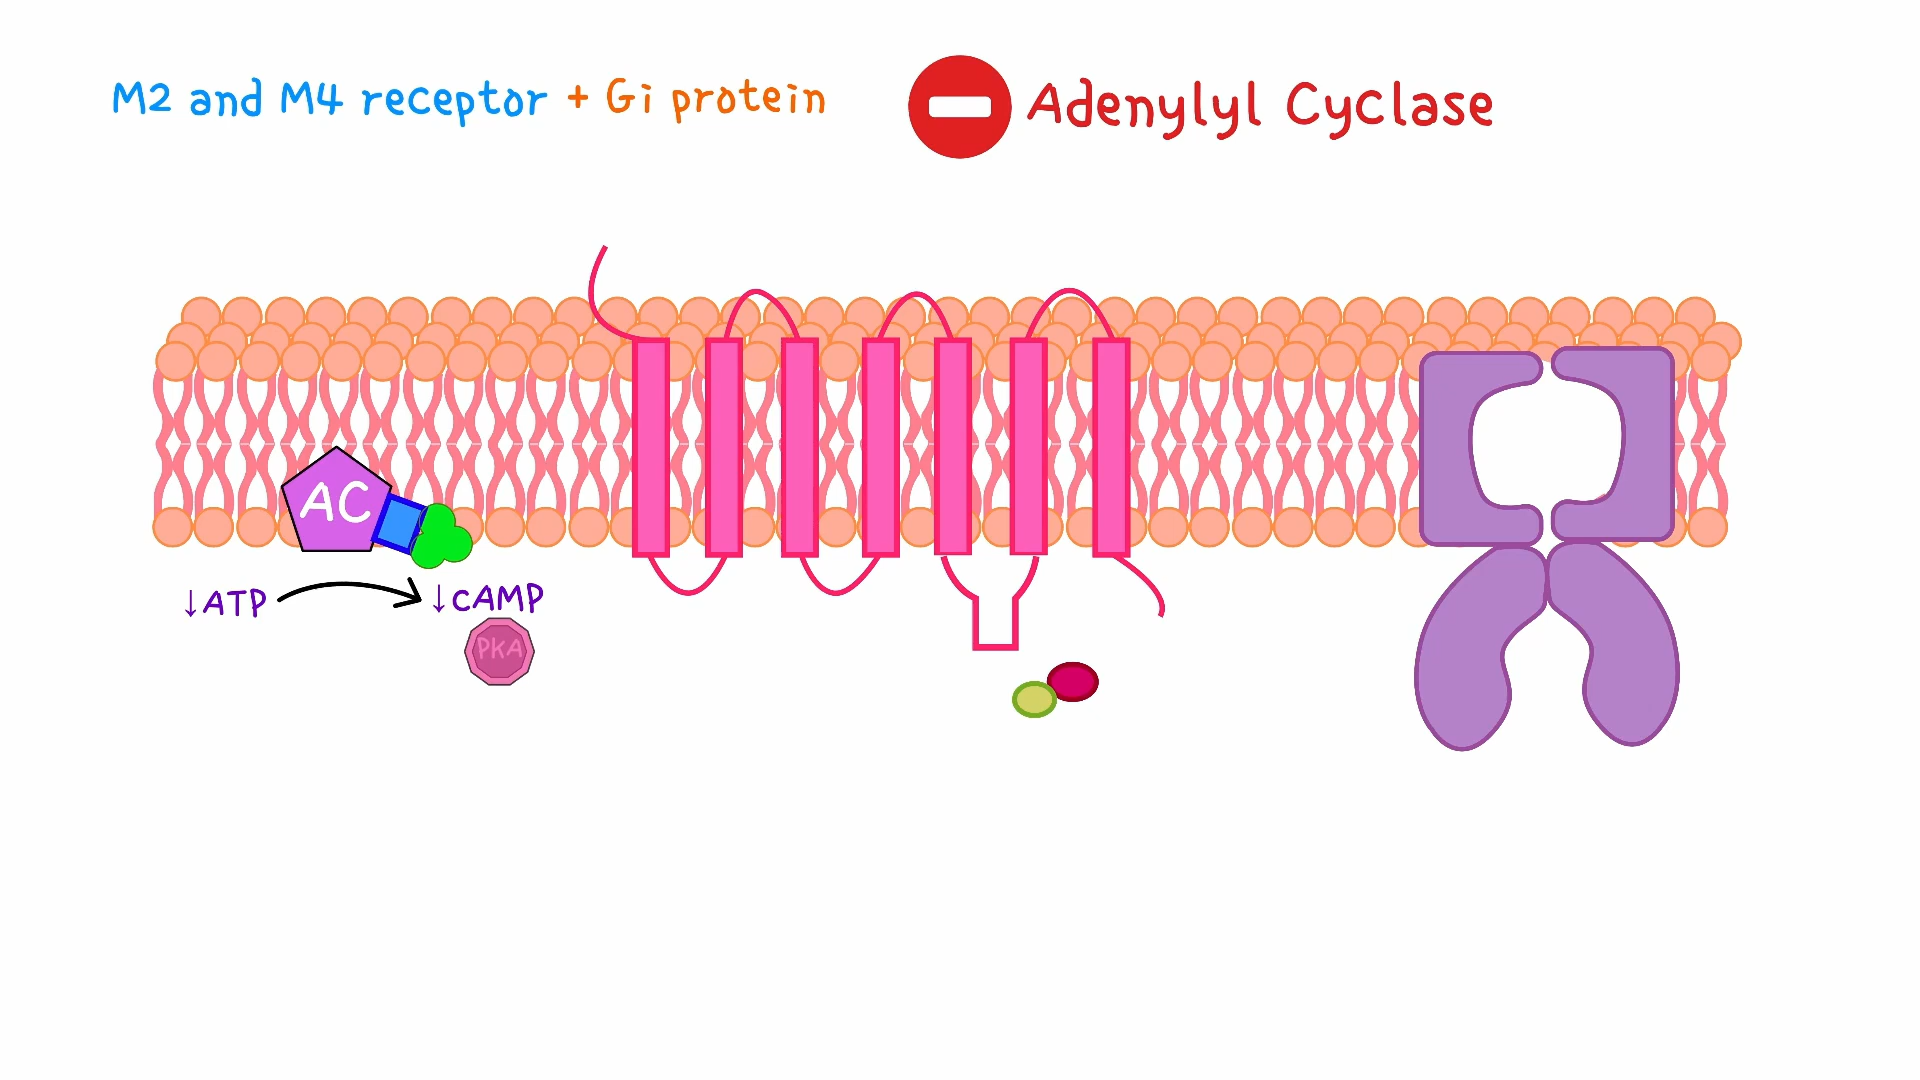 M2 and M4 receptor + Gi protein
Adenylyl Cyclase
AC
↓ATP
↓CAMP
PKA